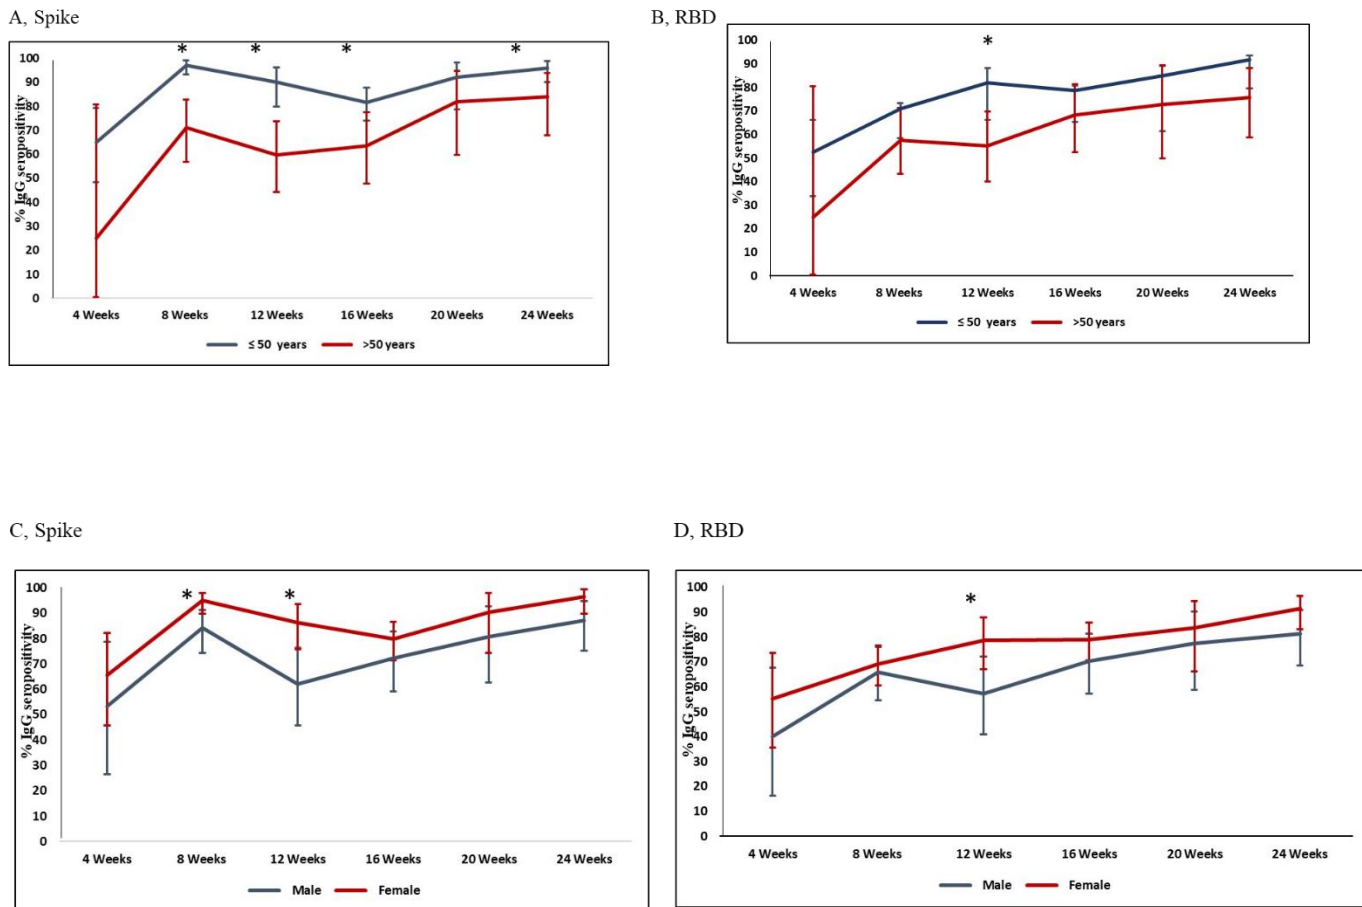 A, Spike
B, RBD
* * * *
% IgG seropositivity
100
90
80
70
60
50
40
30
20
10
0
4 Weeks 8 Weeks 12 Weeks 16 Weeks 20 Weeks 24 Weeks
≤ 50 years >50 years
*
% IgG seropositivity
100
90
80
70
60
50
40
30
20
10
0
4 Weeks 8 Weeks 12 Weeks 16 Weeks 20 Weeks 24 Weeks
≤ 50 years >50 years
C, Spike
D, RBD
* *
% IgG seropositivity
100
90
80
70
60
50
40
30
20
10
0
4 Weeks 8 Weeks 12 Weeks 16 Weeks 20 Weeks 24 Weeks
Male Female
*
% IgG seropositivity
100
90
80
70
60
50
40
30
20
10
0
4 Weeks 8 Weeks 12 Weeks 16 Weeks 20 Weeks 24 Weeks
Male Female